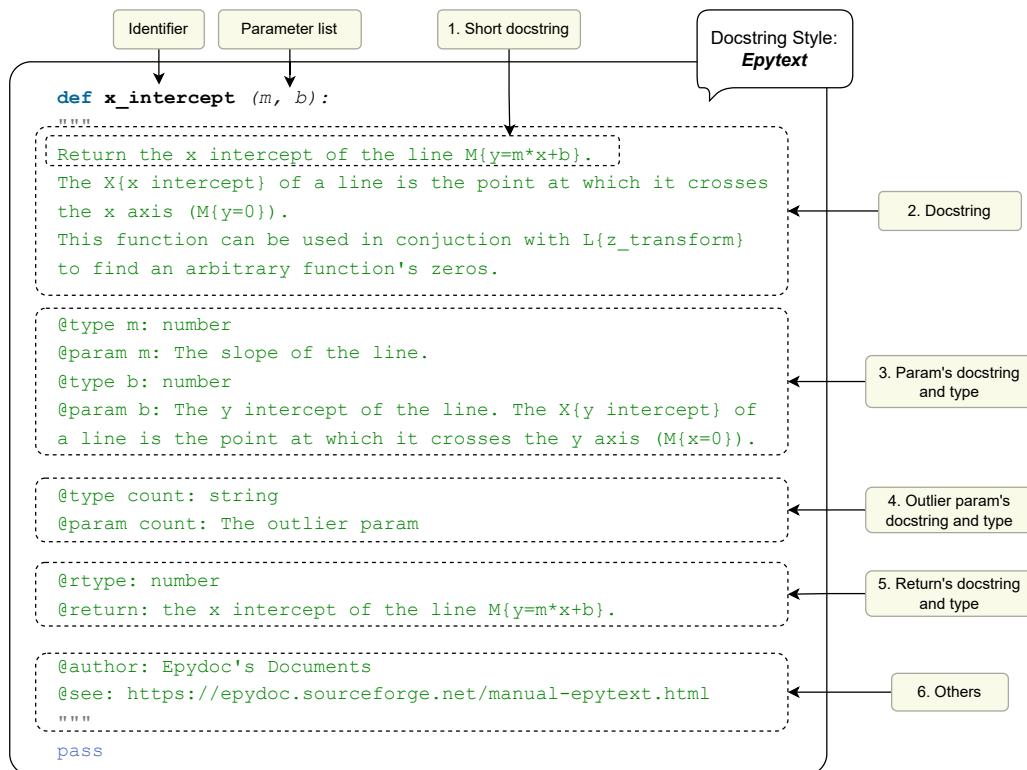 Identifier
Parameter list
1. Short docstring
Docstring Style:
Epytext
def x_intercept (m, b):
"""
Return the x intercept of the line M{y=m*x+b}.
The X{x intercept} of a line is the point at which it crosses
the x axis (M{y=0}).
This function can be used in conjuction with L{z_transform}
to find an arbitrary function's zeros.
2. Docstring
@type m: number
@param m: The slope of the line.
@type b: number
@param b: The y intercept of the line. The X{y intercept} of
a line is the point at which it crosses the y axis (M{x=0}).
3. Param's docstring
and type
@type count: string
@param count: The outlier param
4. Outlier param's
docstring and type
@rtype: number
@return: the x intercept of the line M{y=m*x+b}.
5. Return's docstring
and type
@author: Epydoc's Documents
@see: https://epydoc.sourceforge.net/manual-epytext.html
"""
6. Others
pass